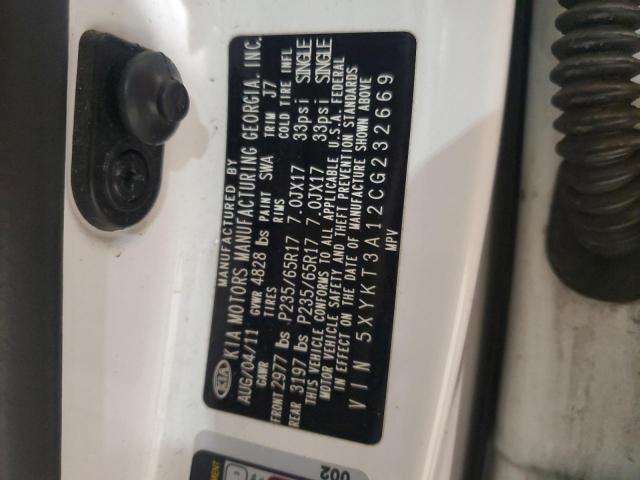 MANUFACTURED BY
KIA KIA MOTORS MANUFACTURING GEORGIA, INC.
AUG/04/11 GVWR 4828 lbs PAINT SWA TRIM 37
GAWR TIRES RIMS COLD TIRE INFL
FRONT 2977 lbs P235/65R17 7.0JX17 33psi SINGLE
REAR 3197 lbs P235/65R17 7.0JX17 33psi SINGLE
THIS VEHICLE CONFORMS TO ALL APPLICABLE U.S.A. FEDERAL
MOTOR VEHICLE SAFETY AND THEFT PREVENTION STANDARDS
IN EFFECT ON THE DATE OF MANUFACTURE SHOWN ABOVE
VIN 5XYKT3A12CG232669
MPV
002